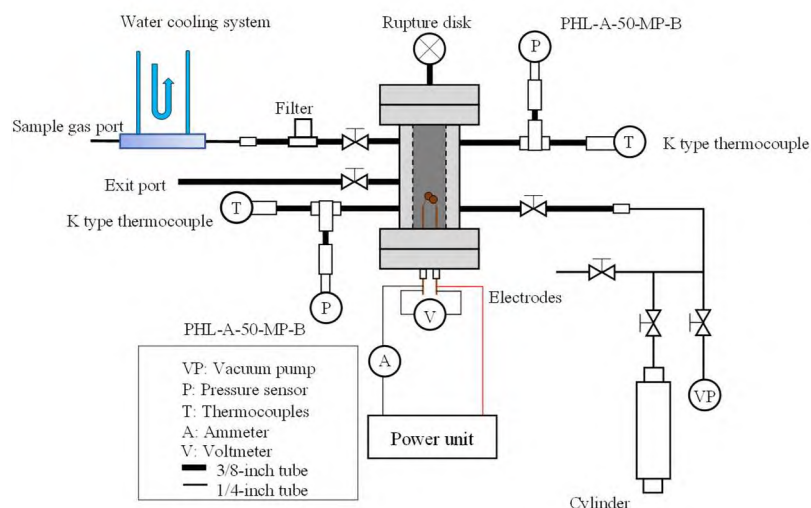 Water cooling system
Rupture disk
PHL-A-50-MP-B
P
Sample gas port
Filter
T
K type thermocouple
Exit port
K type thermocouple
T
P
Electrodes
V
PHL-A-50-MP-B
VP: Vacuum pump
P: Pressure sensor
T: Thermocouples
A: Ammeter
V: Voltmeter
3/8-inch tube
1/4-inch tube
A
VP
Power unit
Cylinder